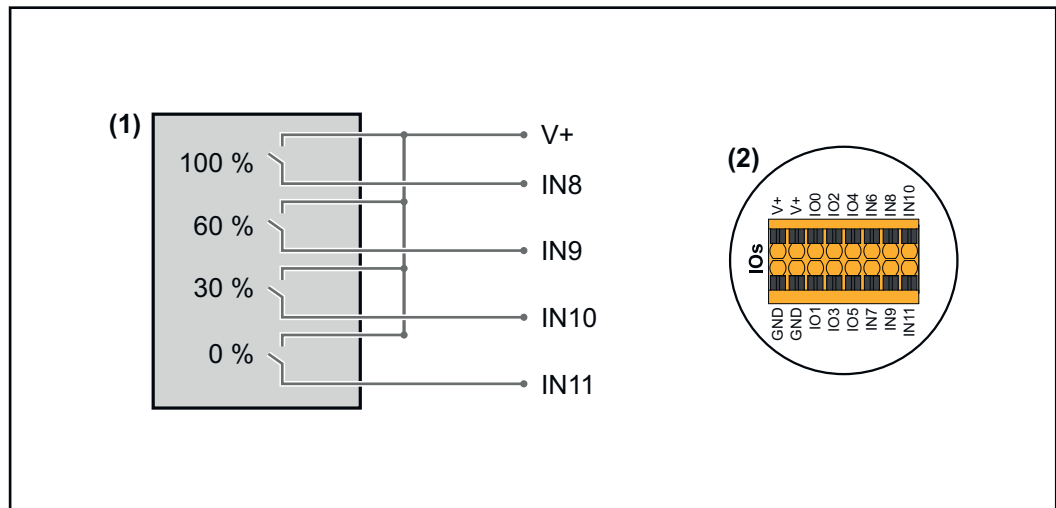 (1)
100 %
60 %
30 %
0 %
V+
IN8
IN9
IN10
IN11
(2)
V+ V+ IO0 IO2 IO4 IN6 IN8 IN10
IOs
GND GND IO1 IO3 IO5 IN7 IN9 IN11